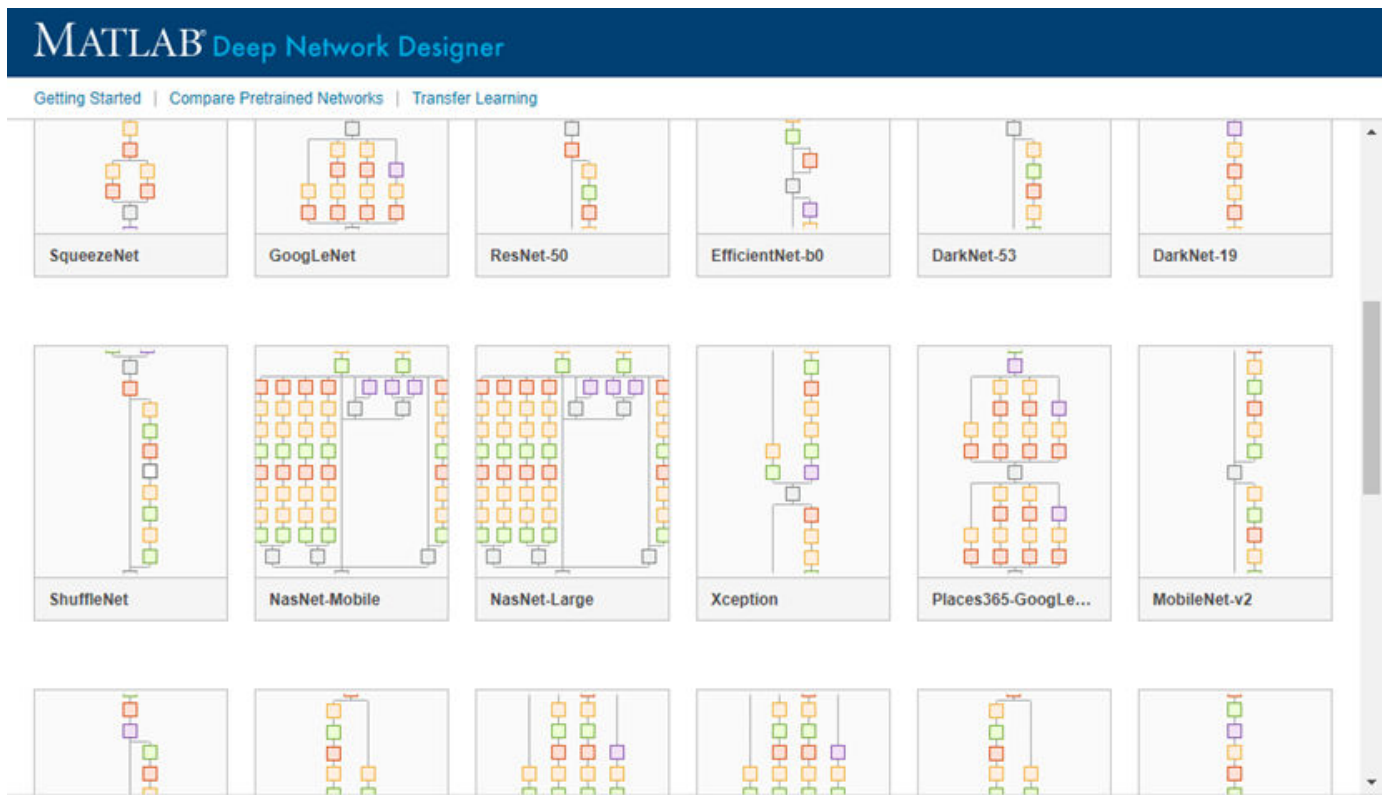 MATLAB® Deep Network Designer
Getting Started | Compare Pretrained Networks | Transfer Learning
SqueezeNet
GoogLeNet
ResNet-50
EfficientNet-b0
DarkNet-53
DarkNet-19
ShuffleNet
NasNet-Mobile
NasNet-Large
Xception
Places365-GoogLe...
MobileNet-v2